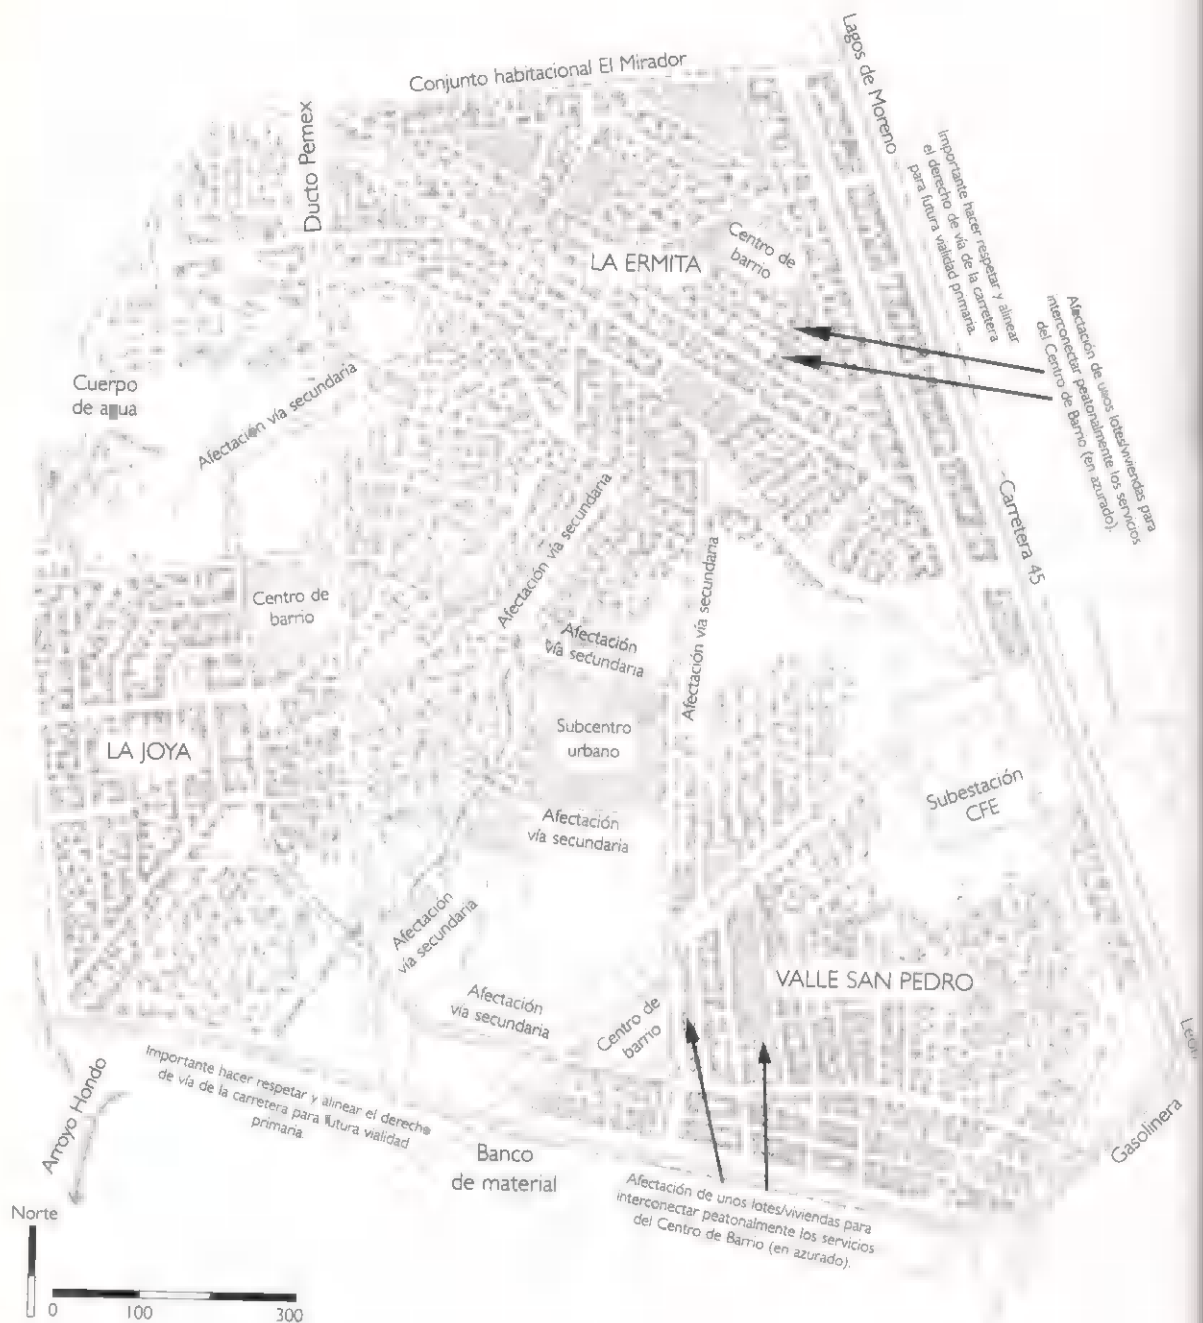 Conjunto habitacional El Mirador
Lagos de Moreno
Ducto Pemex
Importante hacer respetar y alinear
el derecho de vía de la carretera
para futura vialidad primaria.
LA ERMITA
Centro de
barrio
Afectación de unos lotes/viviendas para
interconectar peatonalmente los servicios
del Centro de Barrio (en azurado).
Cuerpo
de agua
Afectación vía secundaria
Carretera 45
Afectación vía secundaria
Afectación vía secundaria
Centro de
barrio
Afectación
vía secundaria
Subcentro
urbano
LA JOYA
Subestación
CFE
Afectación
vía secundaria
Afectación
vía secundaria
VALLE SAN PEDRO
Afectación
vía secundaria
Centro de
barrio
Importante hacer respetar y alinear el derecho
de vía de la carretera para futura vialidad
primaria.
Arroyo Hondo
Banco
de material
Gasolinera
Afectación de unos lotes/viviendas para
interconectar peatonalmente los servicios
del Centro de Barrio (en azurado).
Norte
0 100 300